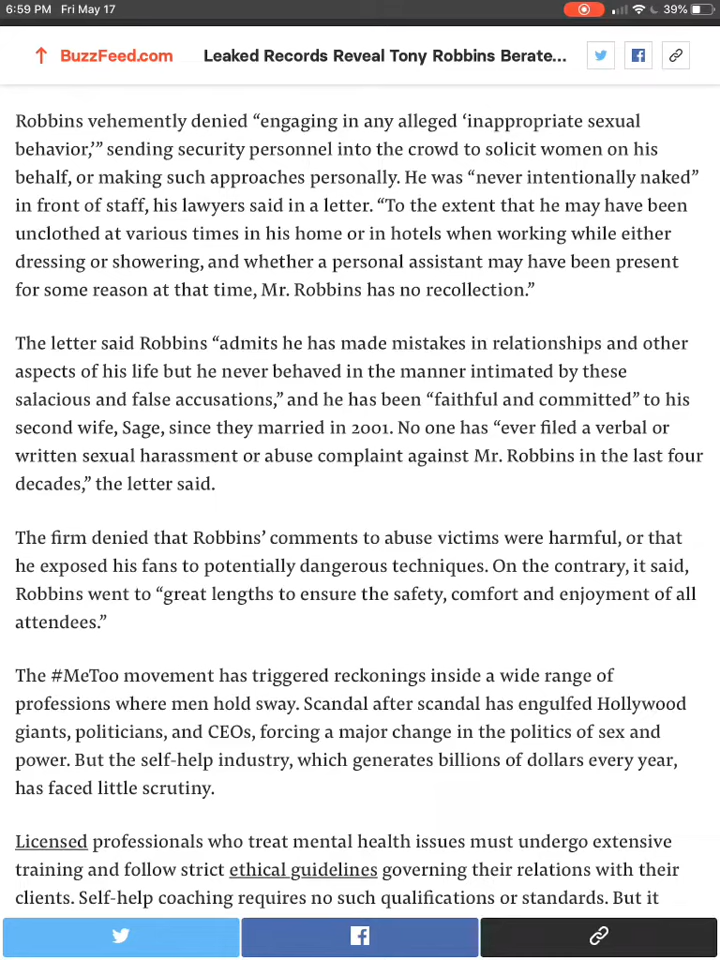 6:59 PM Fri May 17 39%
BuzzFeed.com Leaked Records Reveal Tony Robbins Berate...
Robbins vehemently denied “engaging in any alleged ‘inappropriate sexual
behavior,’” sending security personnel into the crowd to solicit women on his
behalf, or making such approaches personally. He was “never intentionally naked”
in front of staff, his lawyers said in a letter. “To the extent that he may have been
unclothed at various times in his home or in hotels when working while either
dressing or showering, and whether a personal assistant may have been present
for some reason at that time, Mr. Robbins has no recollection.”
The letter said Robbins “admits he has made mistakes in relationships and other
aspects of his life but he never behaved in the manner intimated by these
salacious and false accusations,” and he has been “faithful and committed” to his
second wife, Sage, since they married in 2001. No one has “ever filed a verbal or
written sexual harassment or abuse complaint against Mr. Robbins in the last four
decades,” the letter said.
The firm denied that Robbins’ comments to abuse victims were harmful, or that
he exposed his fans to potentially dangerous techniques. On the contrary, it said,
Robbins went to “great lengths to ensure the safety, comfort and enjoyment of all
attendees.”
The #MeToo movement has triggered reckonings inside a wide range of
professions where men hold sway. Scandal after scandal has engulfed Hollywood
giants, politicians, and CEOs, forcing a major change in the politics of sex and
power. But the self-help industry, which generates billions of dollars every year,
has faced little scrutiny.
Licensed professionals who treat mental health issues must undergo extensive
training and follow strict ethical guidelines governing their relations with their
clients. Self-help coaching requires no such qualifications or standards. But it